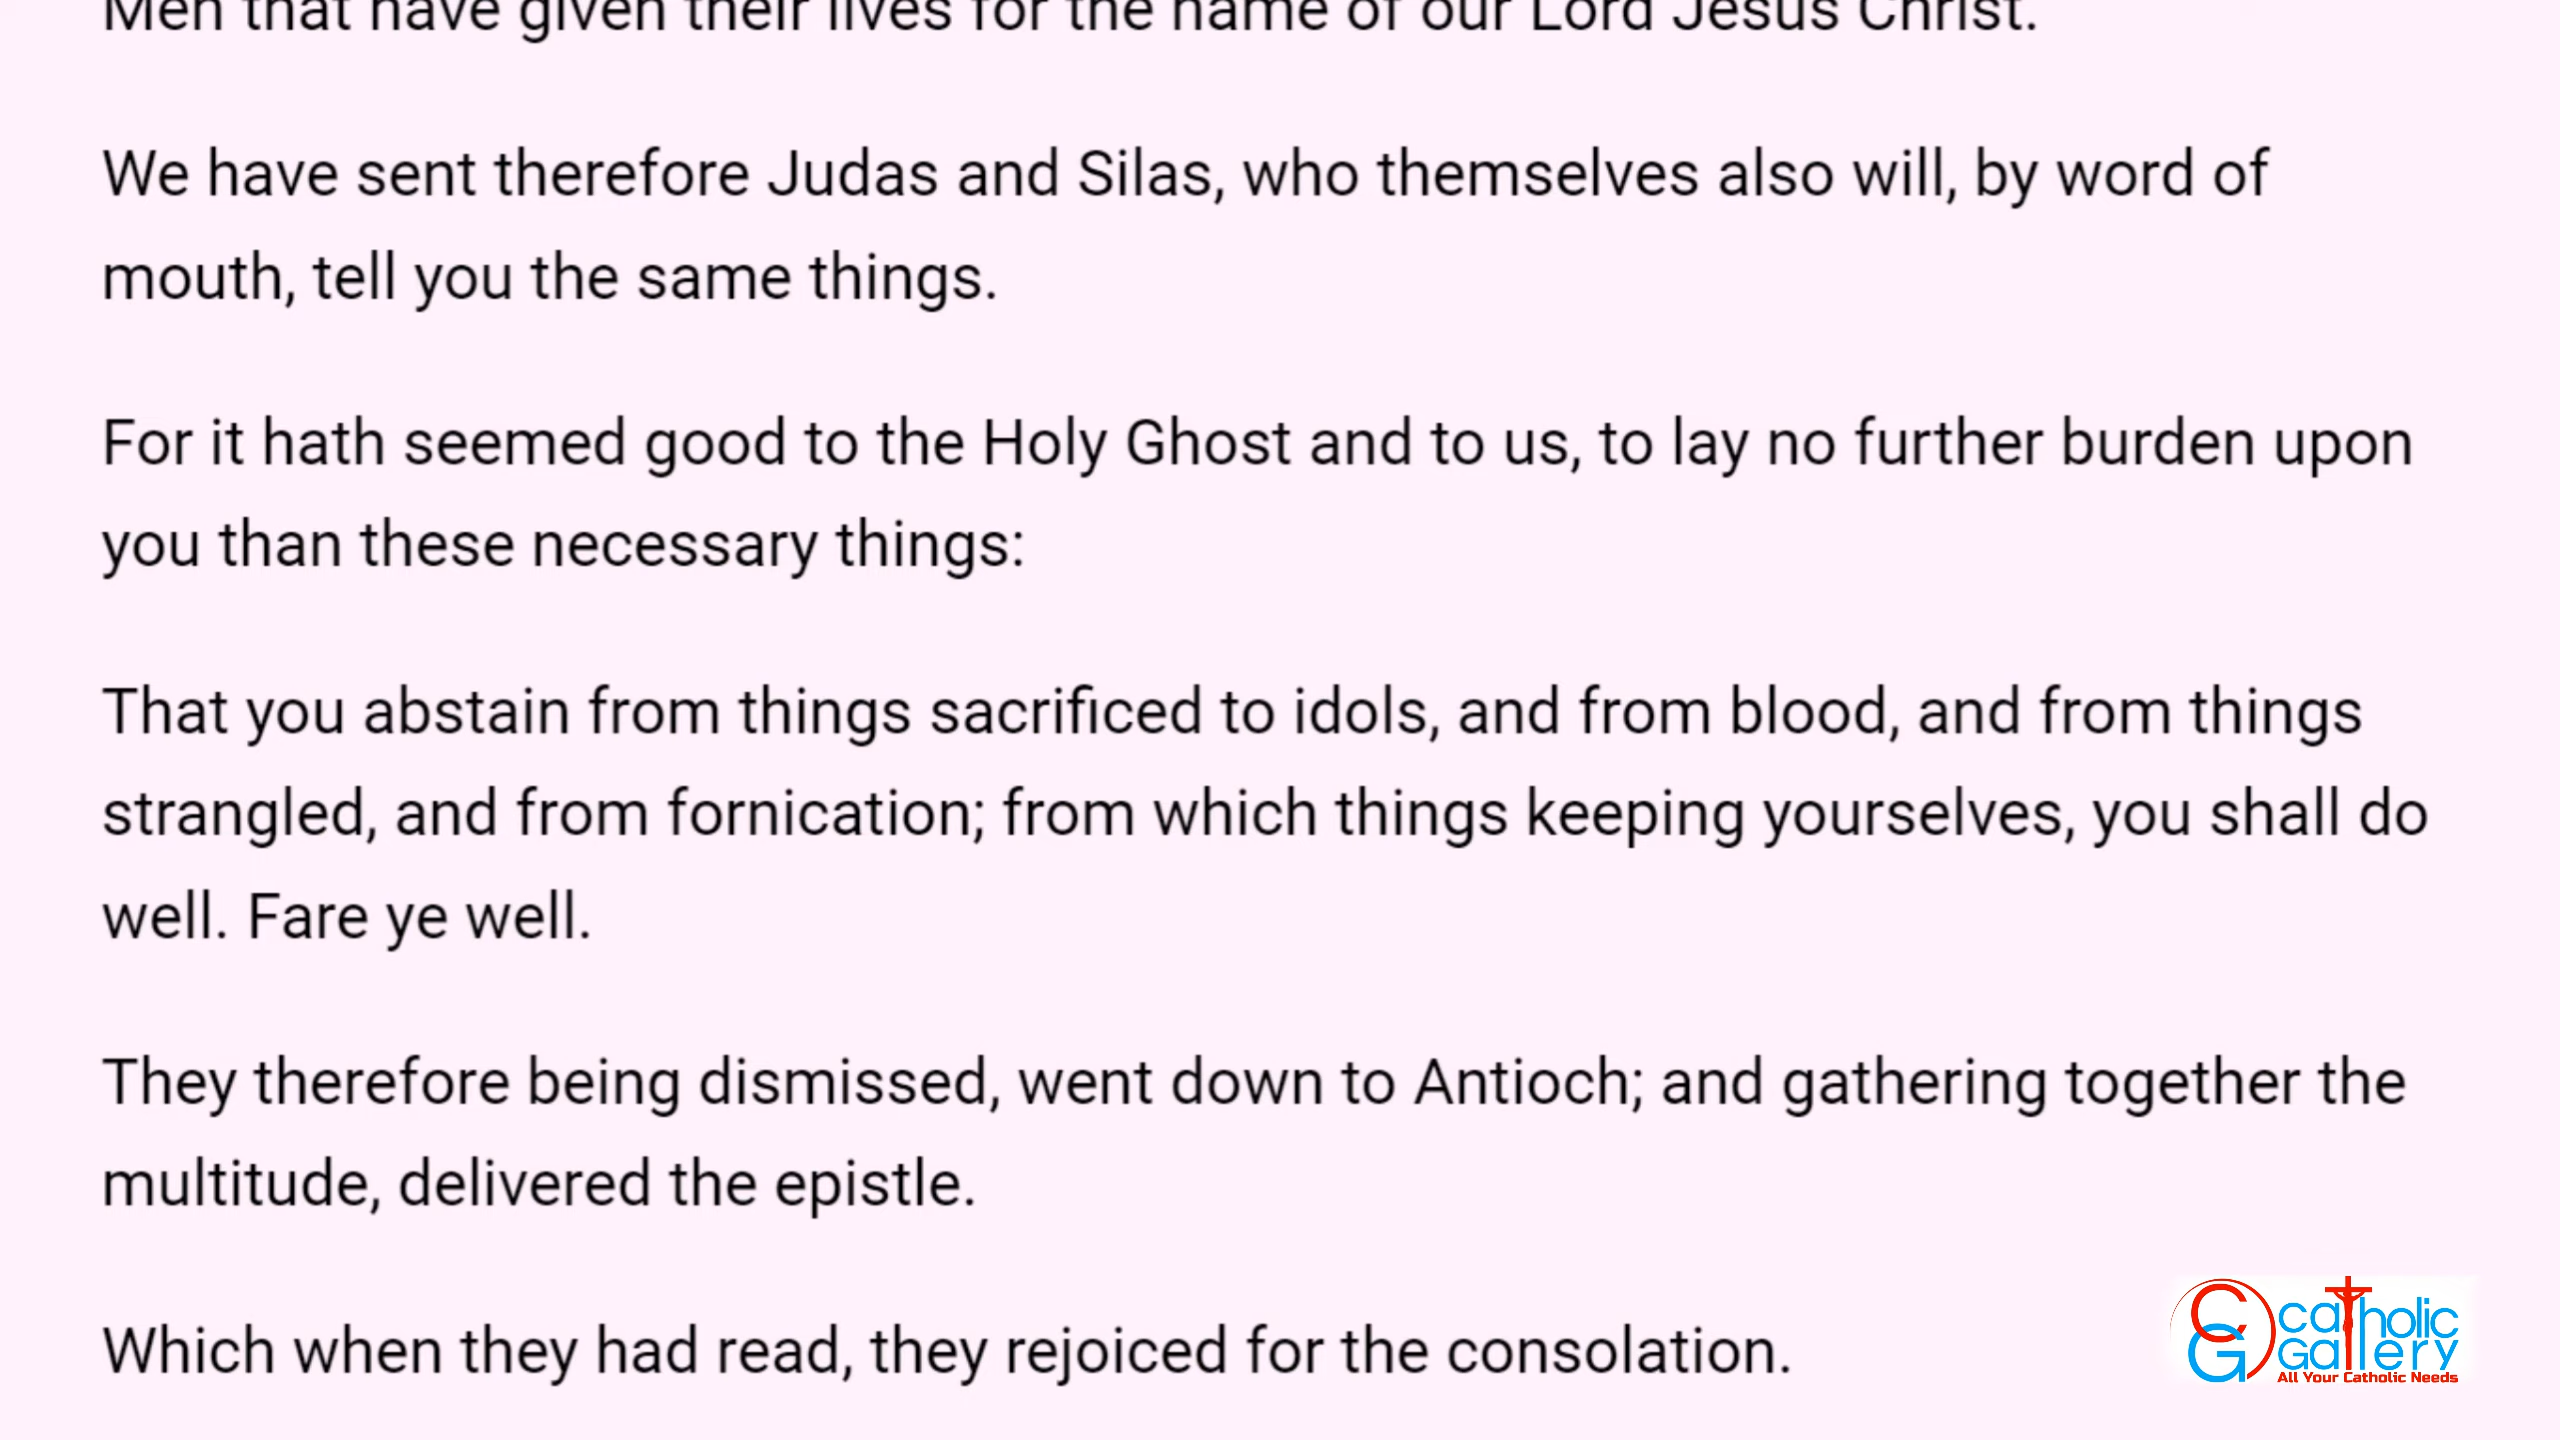 Men that have given their lives for the name of our Lord Jesus Christ.
We have sent therefore Judas and Silas, who themselves also will, by word of
mouth, tell you the same things.
For it hath seemed good to the Holy Ghost and to us, to lay no further burden upon
you than these necessary things:
That you abstain from things sacrificed to idols, and from blood, and from things
strangled, and from fornication; from which things keeping yourselves, you shall do
well. Fare ye well.
They therefore being dismissed, went down to Antioch; and gathering together the
multitude, delivered the epistle.
Which when they had read, they rejoiced for the consolation.
CG catholic
Gallery
All Your Catholic Needs